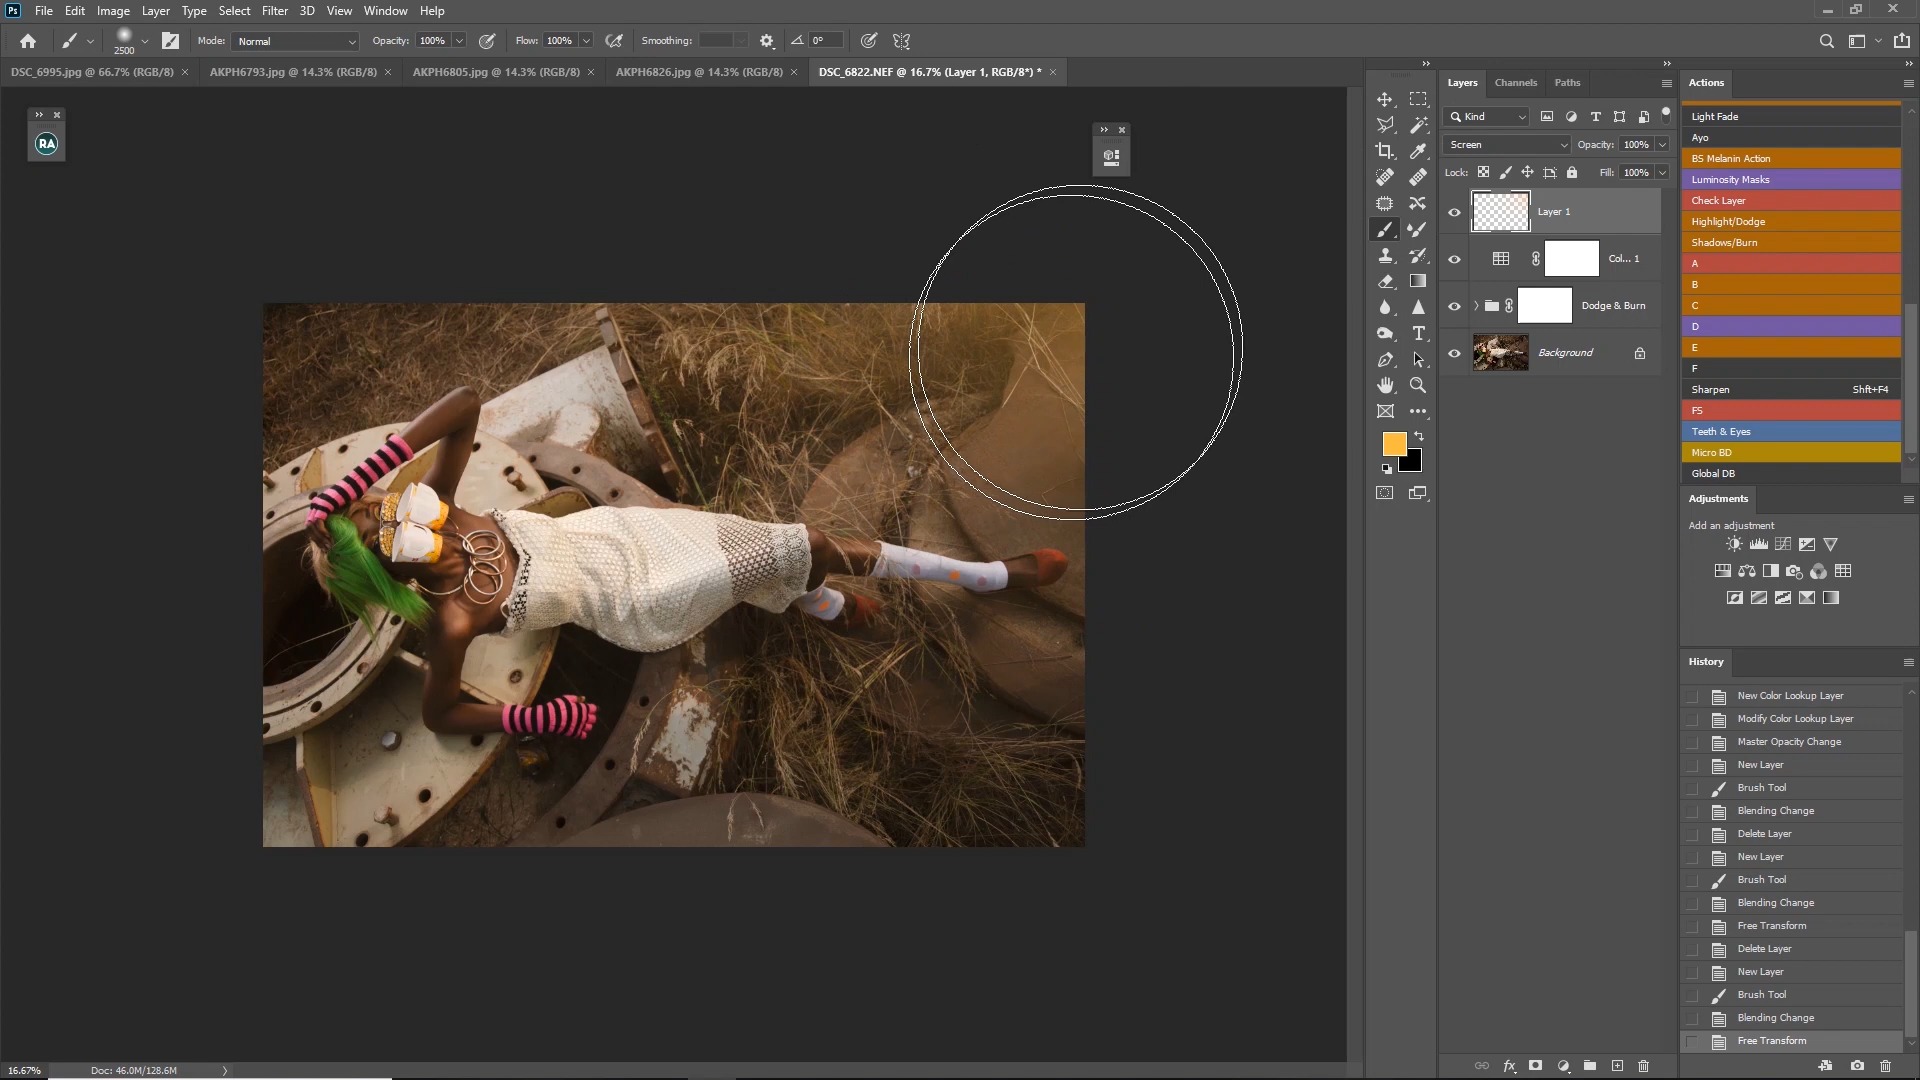 Ps File Edit Image Layer Type Select Filter 3D View Window Help
2500 Mode: Normal Opacity: 100% Flow: 100% Smoothing: 0°
DSC_6995.jpg @ 66.7% (RGB/8) AKPH6793.jpg @ 14.3% (RGB/8) AKPH6805.jpg @ 14.3% (RGB/8) AKPH6826.jpg @ 14.3% (RGB/8) DSC_6822.NEF @ 16.7% (Layer 1, RGB/8*) *
RA
Layers Channels Paths
Kind
Screen Opacity: 100%
Lock: Fill: 100%
Layer 1
Col... 1
Dodge & Burn
Background
Actions
Light Fade
Ayo
BS Melanin Action
Luminosity Masks
Check Layer
Highlight/Dodge
Shadows/Burn
A
B
C
D
E
F
Sharpen Shft+F4
FS
Teeth & Eyes
Micro BD
Global DB
Adjustments
Add an adjustment
History
New Color Lookup Layer
Modify Color Lookup Layer
Master Opacity Change
New Layer
Brush Tool
Blending Change
Delete Layer
New Layer
Brush Tool
Blending Change
Free Transform
Delete Layer
New Layer
Brush Tool
Blending Change
Free Transform
16.67% Doc: 46.0M/128.6M